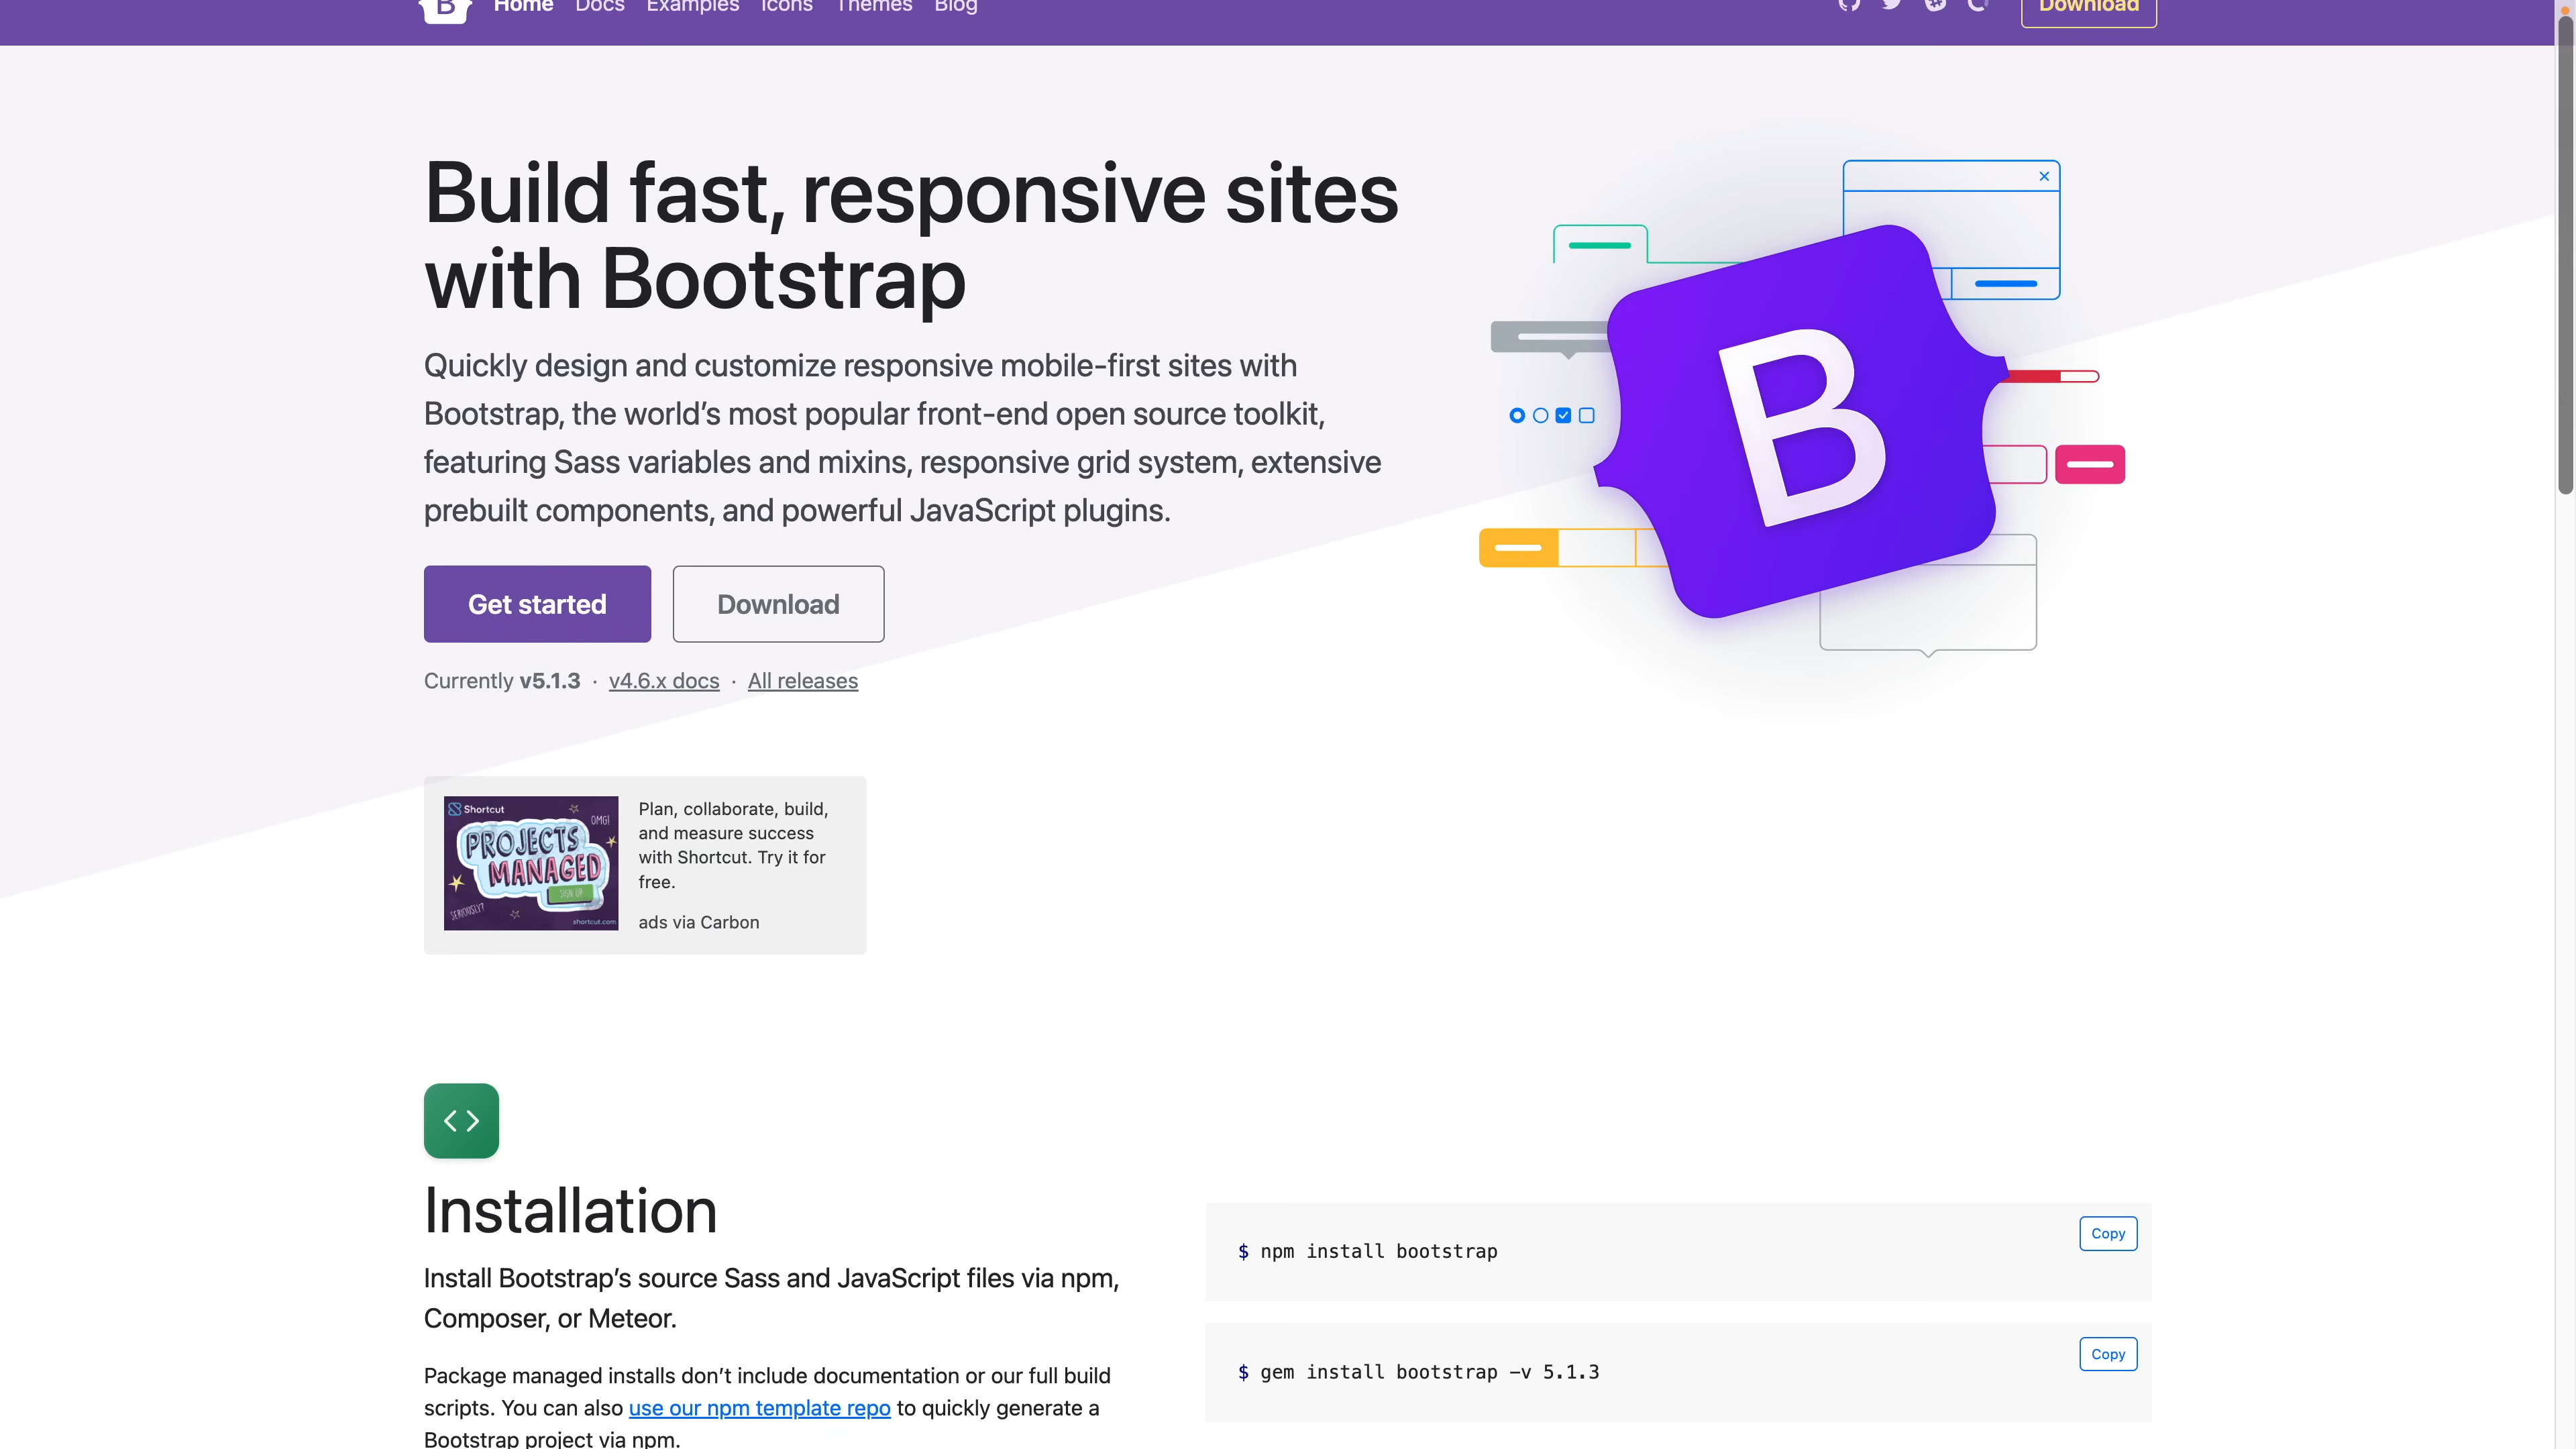 B Home Docs Examples Icons Themes Blog Download
Build fast, responsive sites
with Bootstrap
Quickly design and customize responsive mobile-first sites with
Bootstrap, the world’s most popular front-end open source toolkit,
featuring Sass variables and mixins, responsive grid system, extensive
prebuilt components, and powerful JavaScript plugins.
B
Get started Download
Currently v5.1.3 · v4.6.x docs · All releases
Shortcut
OMG!
PROJECTS
MANAGED
SIGN UP
SERIOUSLY?
shortcut.com
Plan, collaborate, build,
and measure success
with Shortcut. Try it for
free.
ads via Carbon
Installation
Install Bootstrap’s source Sass and JavaScript files via npm,
Composer, or Meteor.
Package managed installs don’t include documentation or our full build
scripts. You can also use our npm template repo to quickly generate a
Bootstrap project via npm.
Copy
$ npm install bootstrap
Copy
$ gem install bootstrap -v 5.1.3